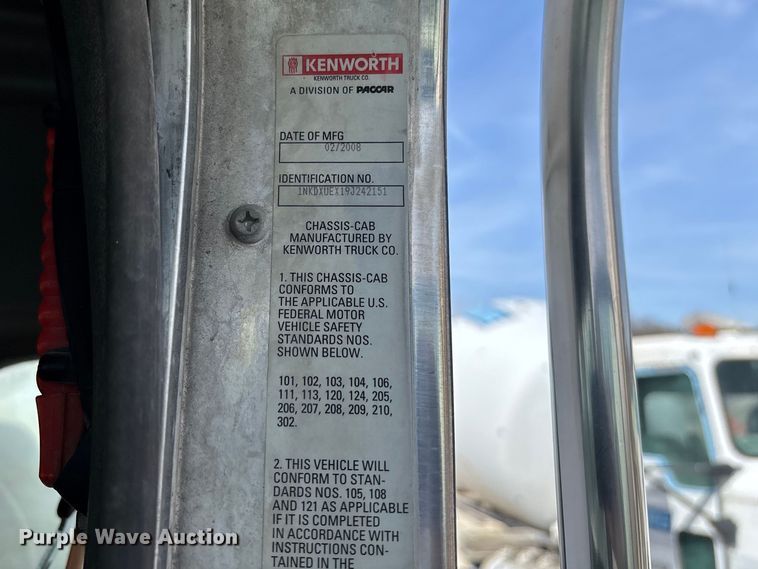 KENWORTH
KENWORTH TRUCK CO.
A DIVISION OF PACCAR
DATE OF MFG
02/2008
IDENTIFICATION NO.
1NKDXUEX19J242151
CHASSIS-CAB
MANUFACTURED BY
KENWORTH TRUCK CO.
1. THIS CHASSIS-CAB
CONFORMS TO
THE APPLICABLE U.S.
FEDERAL MOTOR
VEHICLE SAFETY
STANDARDS NOS.
SHOWN BELOW.
101, 102, 103, 104, 106,
111, 113, 120, 124, 205,
206, 207, 208, 209, 210,
302.
2. THIS VEHICLE WILL
CONFORM TO STAN-
DARDS NOS. 105, 108
AND 121 AS APPLICABLE
IF IT IS COMPLETED
IN ACCORDANCE WITH
INSTRUCTIONS CON-
TAINED IN THE
Purple Wave Auction